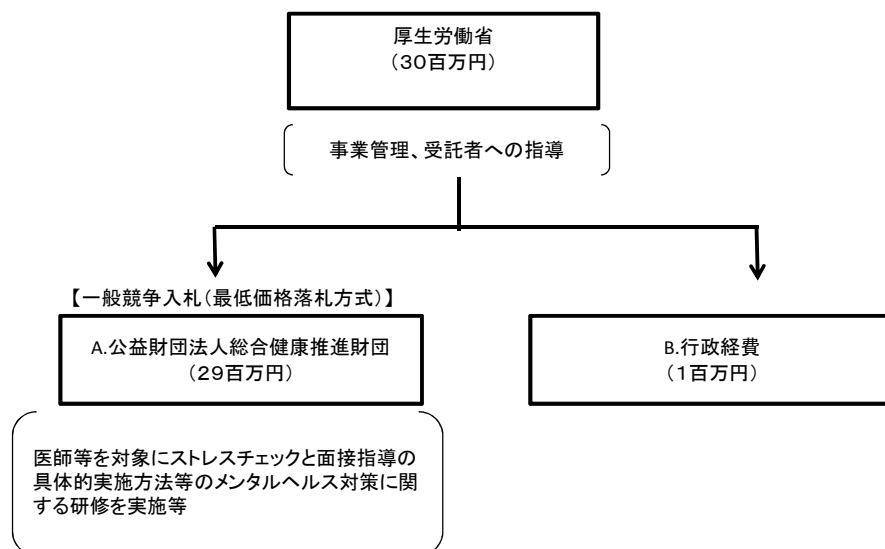 厚生労働省
（30百万円）
事業管理、受託者への指導
【一般競争入札（最低価格落札方式）】
A.公益財団法人総合健康推進財団
（29百万円）
B.行政経費
（1百万円）
医師等を対象にストレスチェックと面接指導の
具体的実施方法等のメンタルヘルス対策に関
する研修を実施等